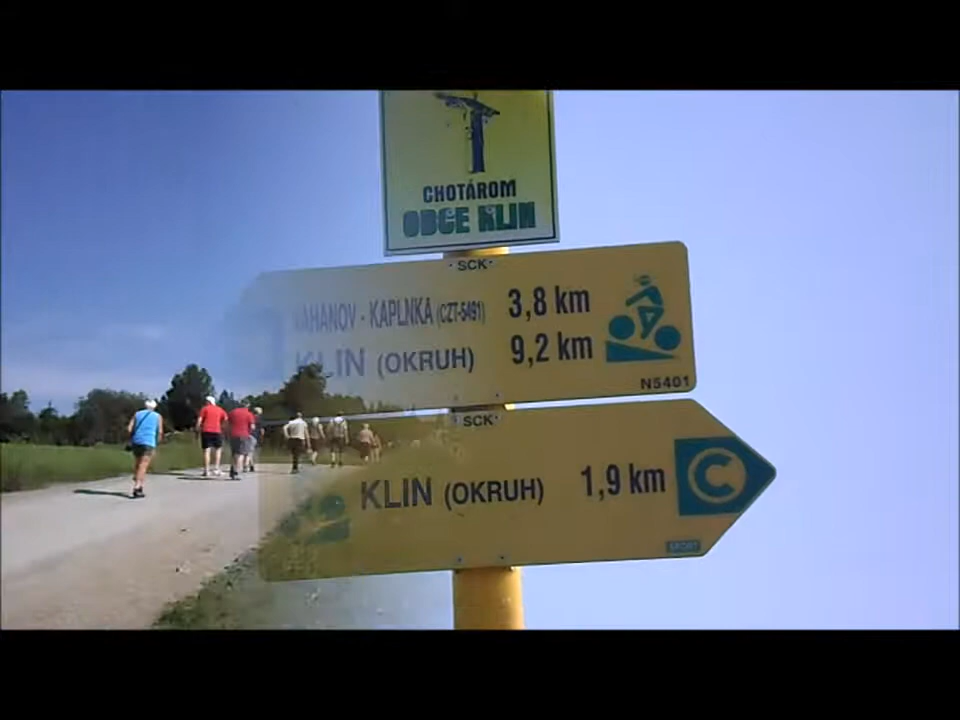 CHOTÁROM
OBCE KLIN
·SCK·
KAPLNKA (CZT-5491) 3,8 km
KLIN (OKRUH) 9,2 km
N5401
·SCK·
KLIN (OKRUH) 1,9 km C